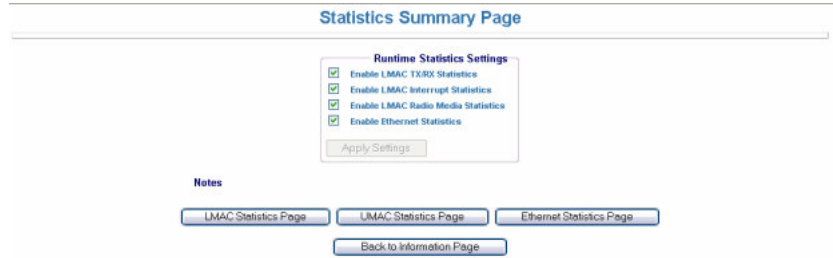 Statistics Summary Page
Runtime Statistics Settings
Enable LMAC TX/RX Statistics
Enable LMAC Interrupt Statistics
Enable LMAC Radio Media Statistics
Enable Ethernet Statistics
Apply Settings
Notes
LMAC Statistics Page UMAC Statistics Page Ethernet Statistics Page
Back to Information Page